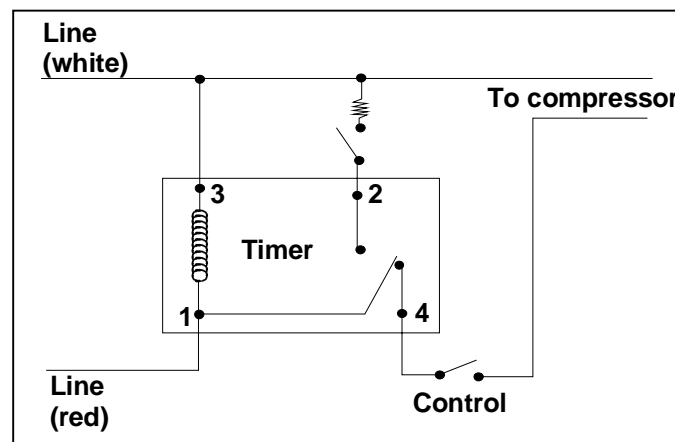 Line
(white)
To compressor
3
2
Timer
1
4
Line
(red)
Control